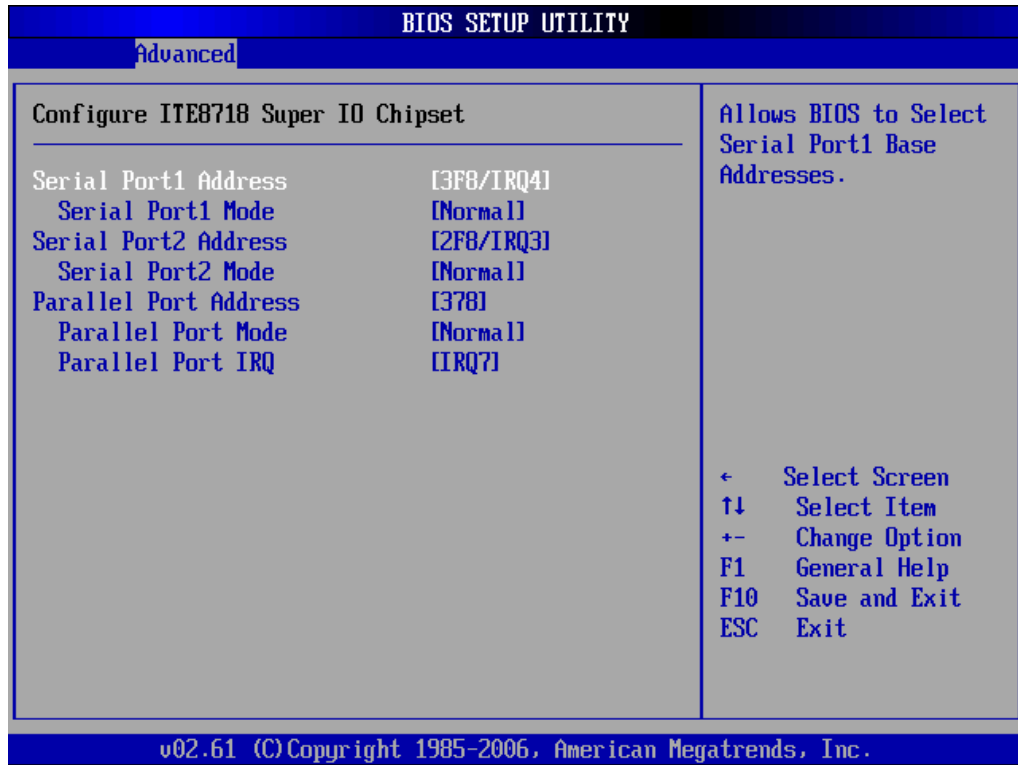 BIOS SETUP UTILITY
Advanced
Configure ITE8718 Super IO Chipset
Serial Port1 Address [3F8/IRQ4]
Serial Port1 Mode [Normal]
Serial Port2 Address [2F8/IRQ3]
Serial Port2 Mode [Normal]
Parallel Port Address [378]
Parallel Port Mode [Normal]
Parallel Port IRQ [IRQ7]
Allows BIOS to Select
Serial Port1 Base
Addresses.
← Select Screen
↑↓ Select Item
+- Change Option
F1 General Help
F10 Save and Exit
ESC Exit
v02.61 (C)Copyright 1985-2006, American Megatrends, Inc.